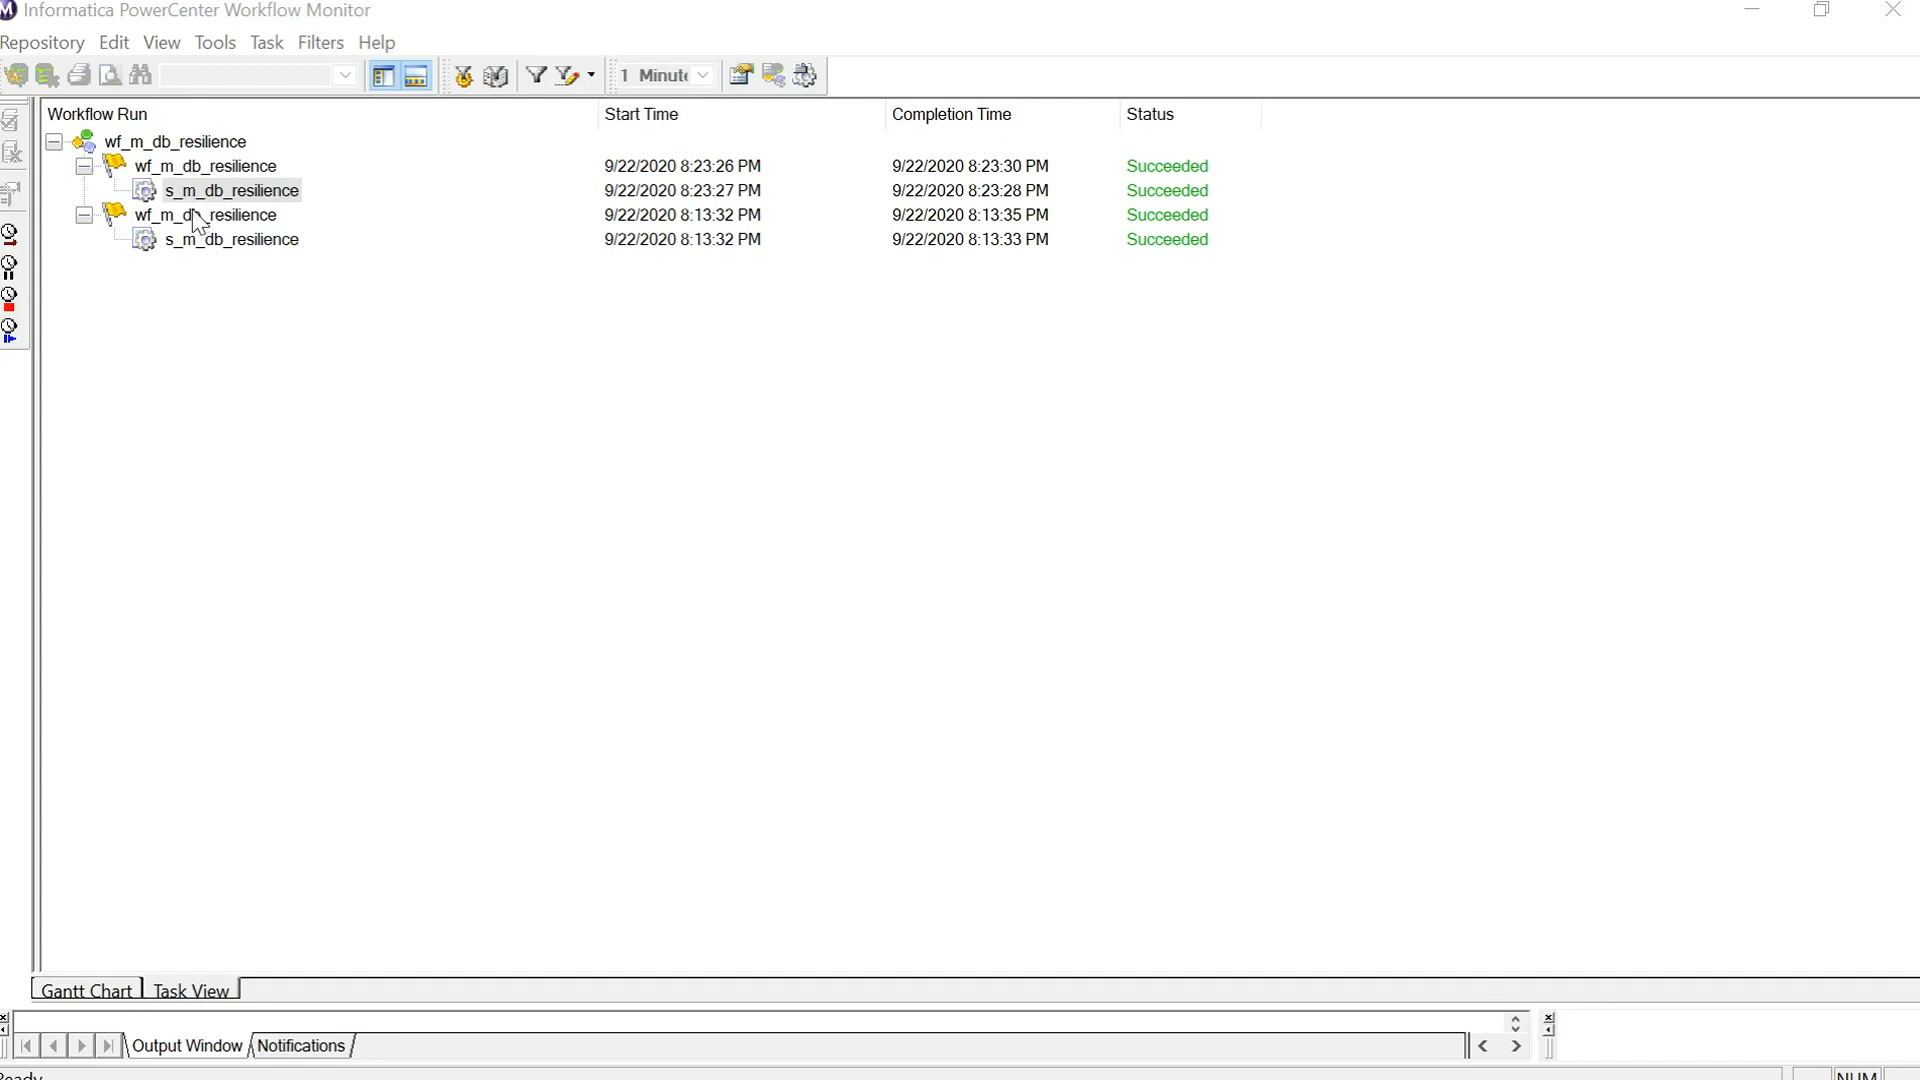 Informatica PowerCenter Workflow Monitor
Repository Edit View Tools Task Filters Help
1 Minute
Workflow Run Start Time Completion Time Status
wf_m_db_resilience
wf_m_db_resilience 9/22/2020 8:23:26 PM 9/22/2020 8:23:30 PM Succeeded
s_m_db_resilience 9/22/2020 8:23:27 PM 9/22/2020 8:23:28 PM Succeeded
wf_m_db_resilience 9/22/2020 8:13:32 PM 9/22/2020 8:13:35 PM Succeeded
s_m_db_resilience 9/22/2020 8:13:32 PM 9/22/2020 8:13:33 PM Succeeded
Gantt Chart Task View
Output Window Notifications
Ready NUM